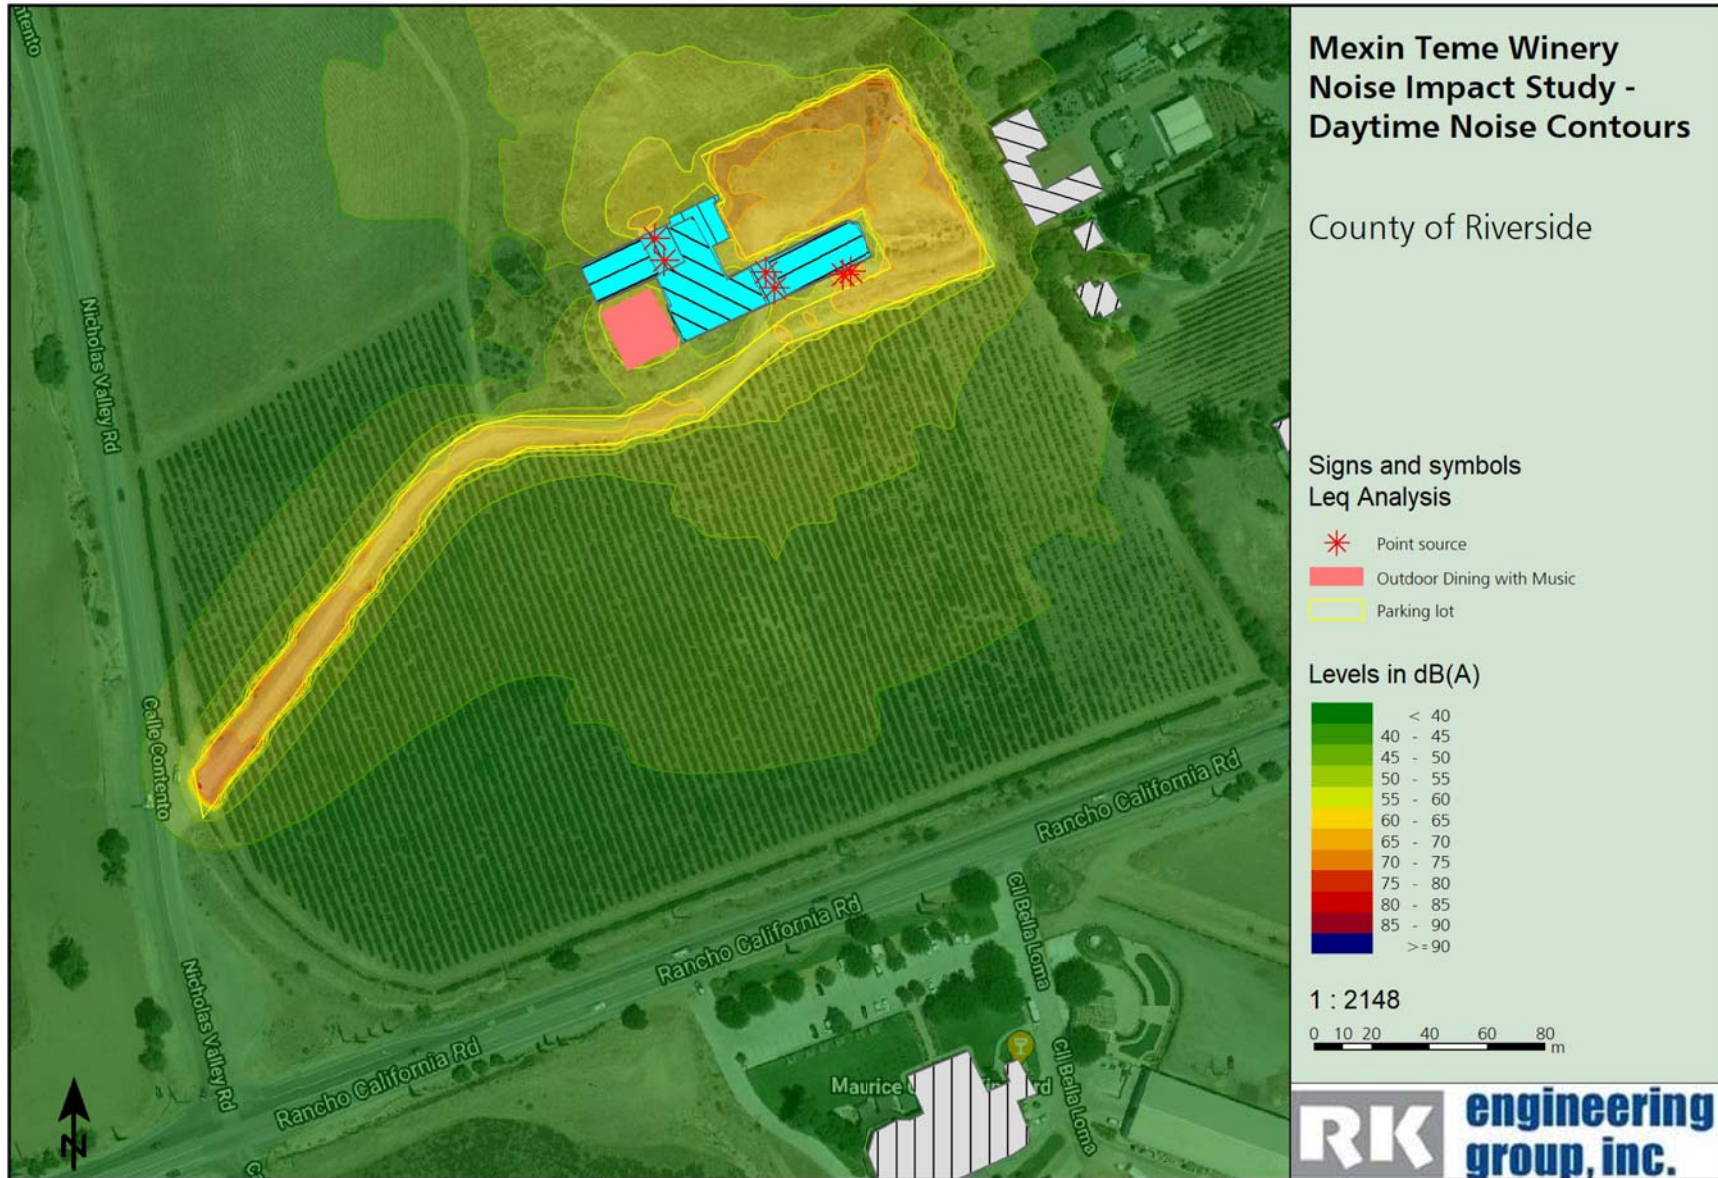 ntento
Nicholas Valley Rd
Calle Contento
Nicholas Valley Rd
Rancho California Rd
Rancho California Rd
Rancho California Rd
Cll Bella Loma
Cll Bella Loma
Maurice
rd
N
Mexin Teme Winery
Noise Impact Study -
Daytime Noise Contours
County of Riverside
Signs and symbols
Leq Analysis
Point source
Outdoor Dining with Music
Parking lot
Levels in dB(A)
< 40
40 - 45
45 - 50
50 - 55
55 - 60
60 - 65
65 - 70
70 - 75
75 - 80
80 - 85
85 - 90
>=90
1 : 2148
0 10 20 40 60 80
m
RK engineering
group, inc.